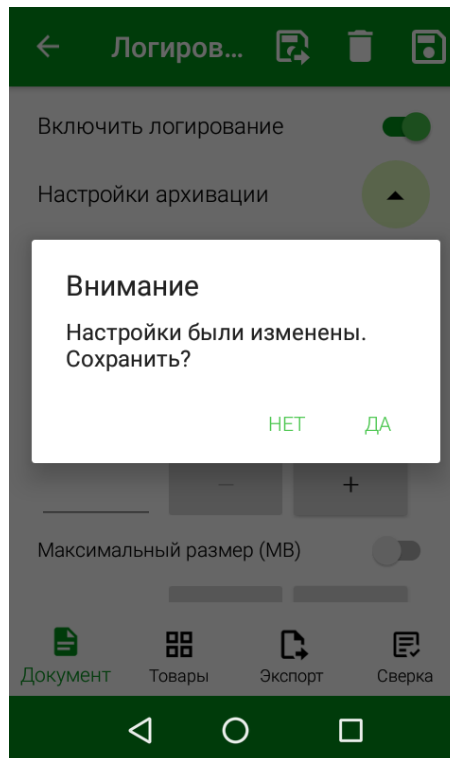 Логиров...
Включить логирование
Настройки архивации
Внимание
Настройки были изменены.
Сохранить?
НЕТ ДА
− +
Максимальный размер (MB)
Документ Товары Экспорт Сверка